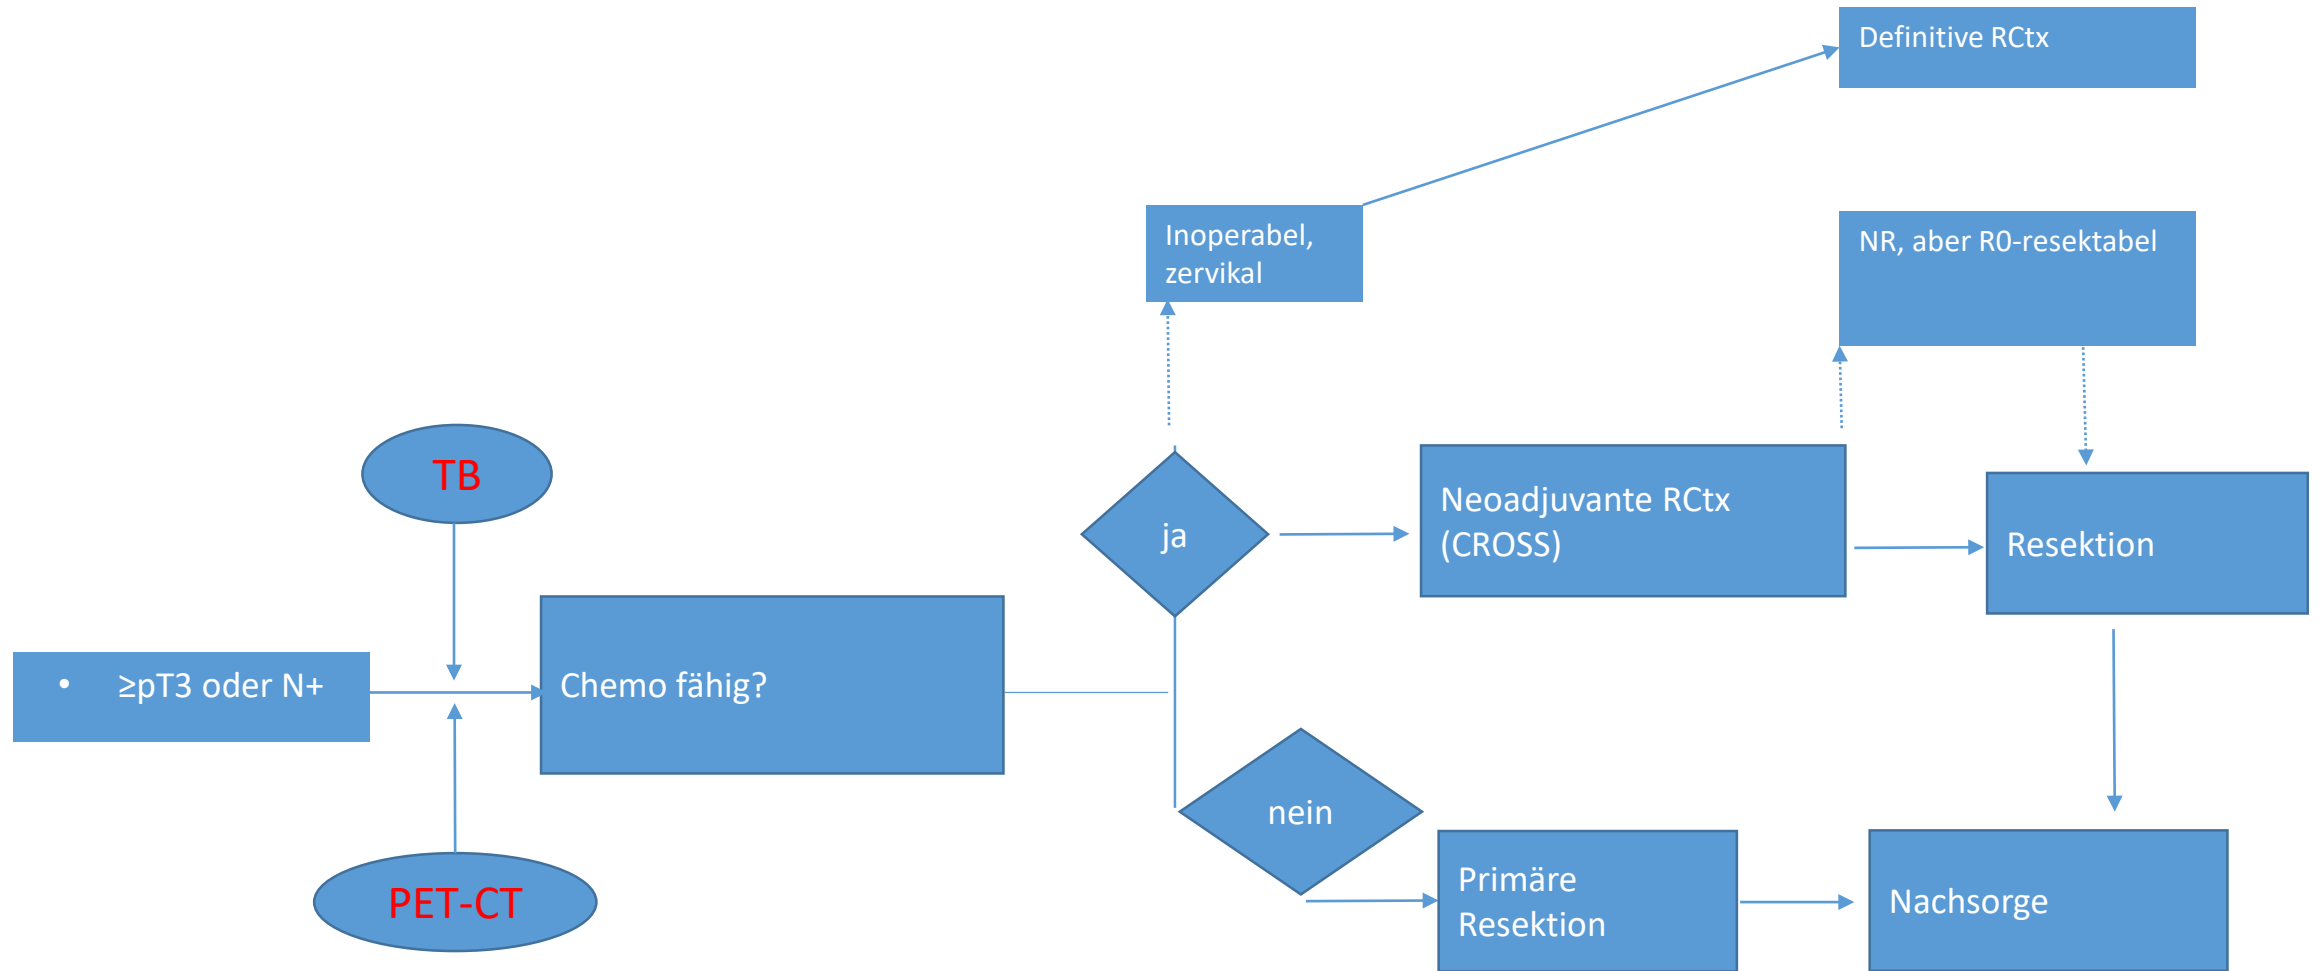 Definitive RCtx
Inoperabel,
zervikal
NR, aber R0-resektabel
TB
ja
Neoadjuvante RCtx
(CROSS)
Resektion
• ≥pT3 oder N+
Chemo fähig?
nein
Primäre
Resektion
Nachsorge
PET-CT